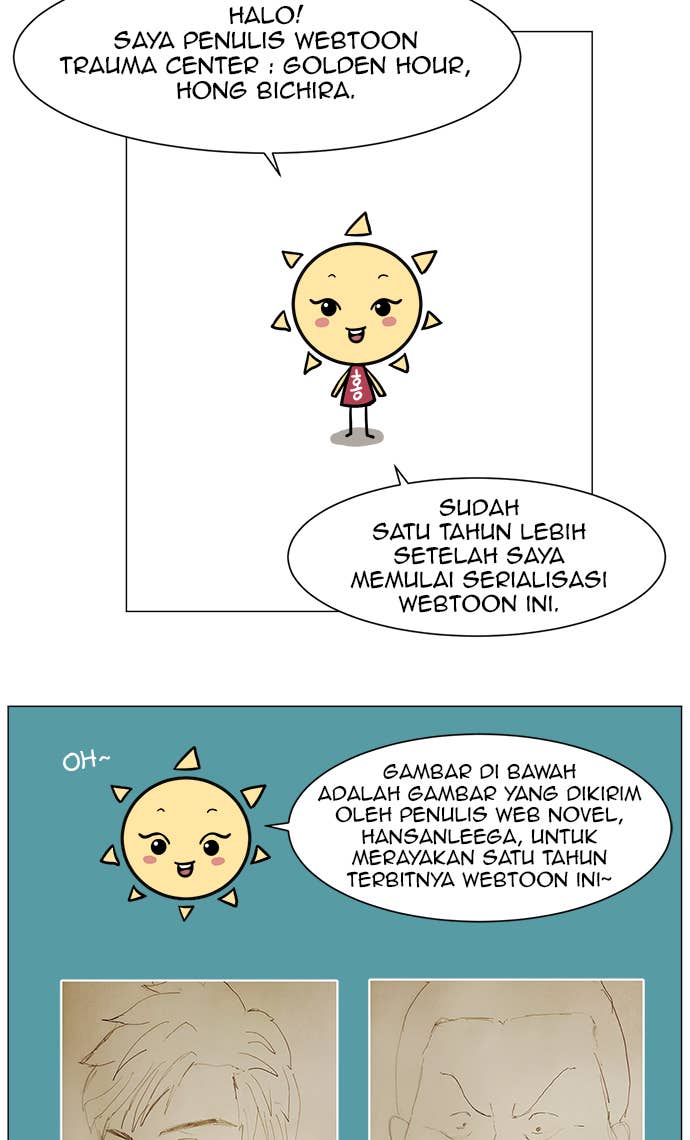 HALO!
SAYA PENULIS WEBTOON
TRAUMA CENTER : GOLDEN HOUR,
HONG BICHIRA.
홍
SUDAH
SATU TAHUN LEBIH
SETELAH SAYA
MEMULAI SERIALISASI
WEBTOON INI.
OH~
GAMBAR DI BAWAH
ADALAH GAMBAR YANG DIKIRIM
OLEH PENULIS WEB NOVEL,
HANSANLEEGA, UNTUK
MERAYAKAN SATU TAHUN
TERBITNYA WEBTOON INI~